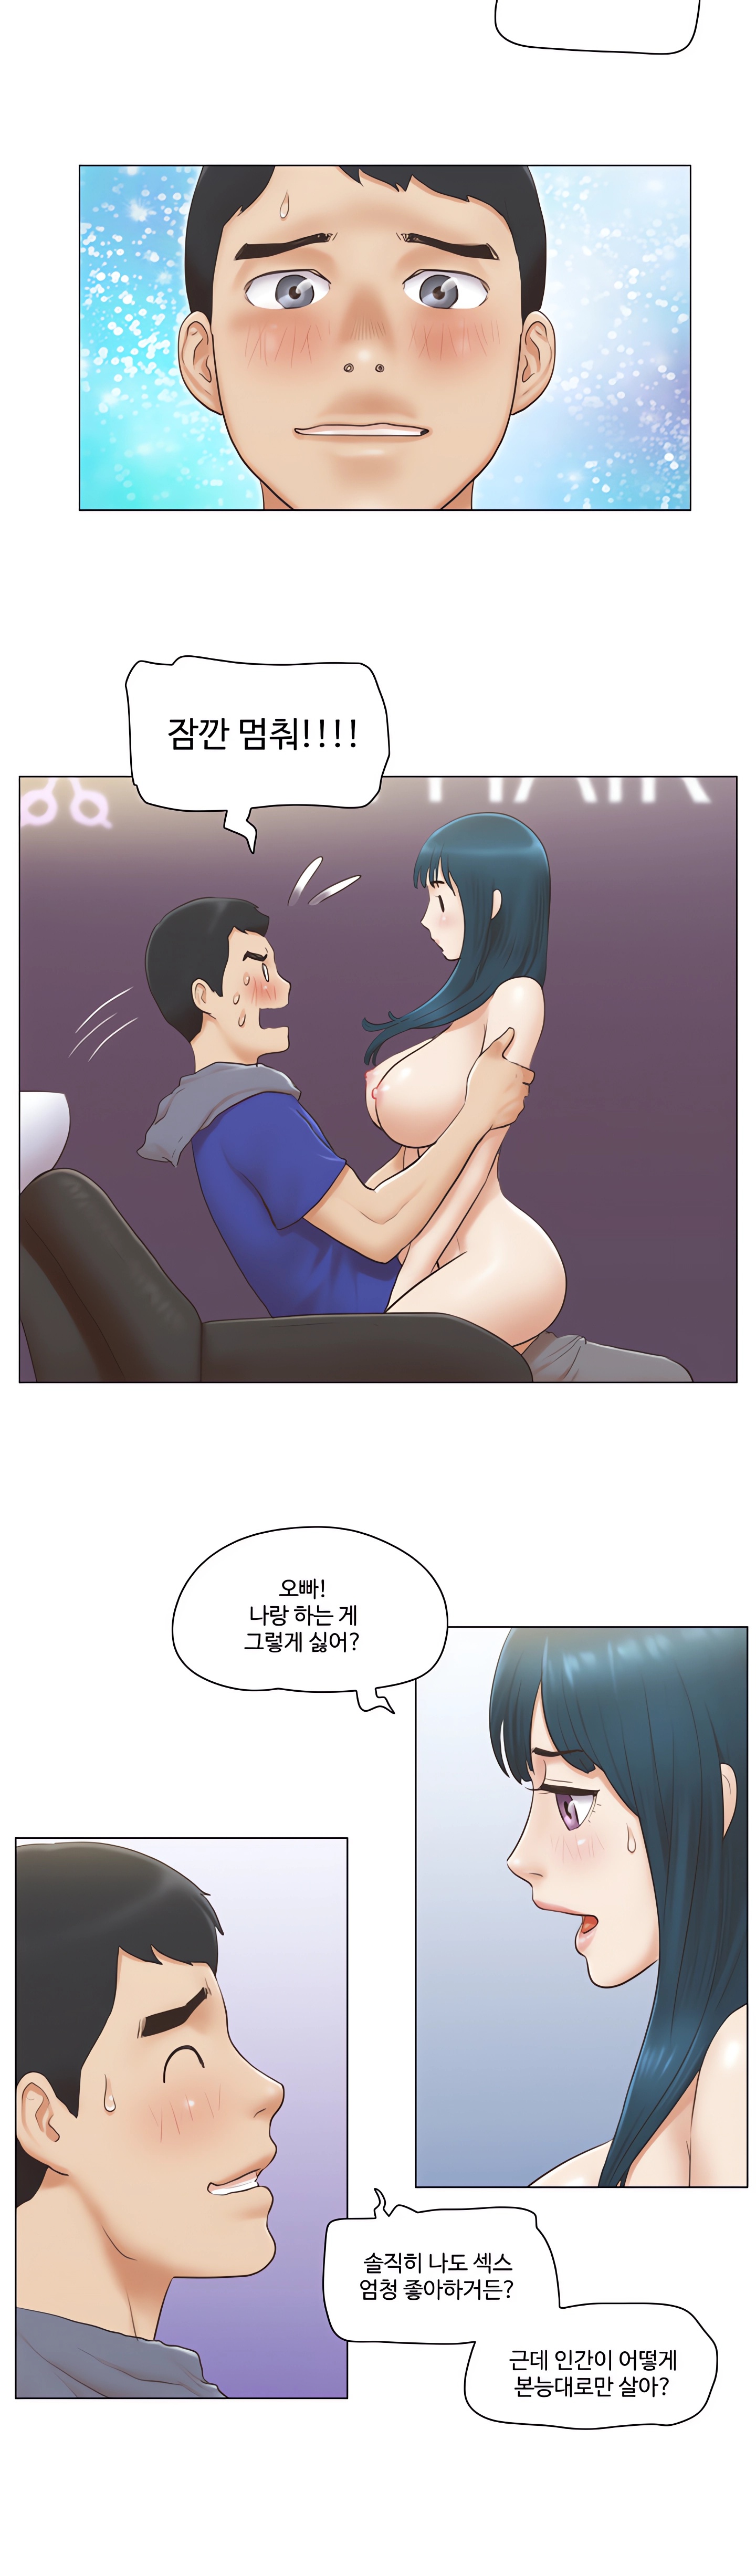 잠깐 멈춰!!!!
HAIR
오빠!
나랑 하는 게
그렇게 싫어?
솔직히 나도 섹스
엄청 좋아하거든?
근데 인간이 어떻게
본능대로만 살아?